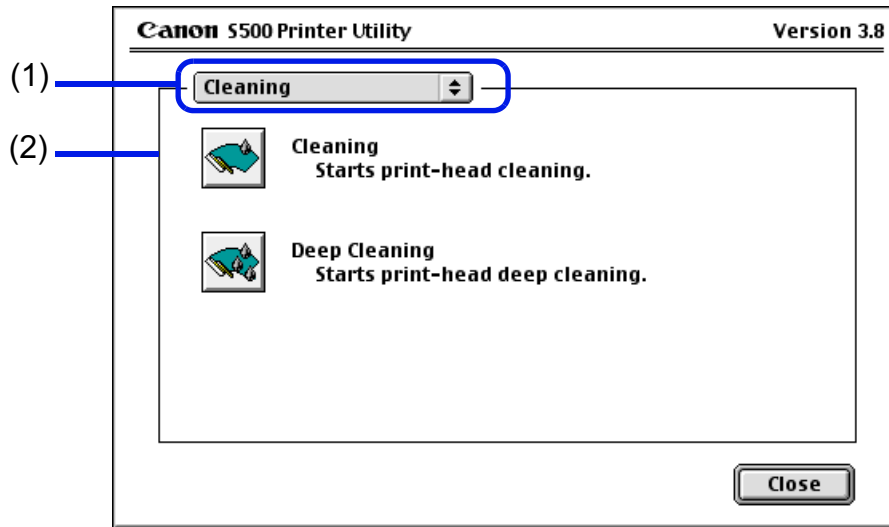 Canon S500 Printer Utility Version 3.8
(1)
Cleaning
(2)
Cleaning
Starts print-head cleaning.
Deep Cleaning
Starts print-head deep cleaning.
Close